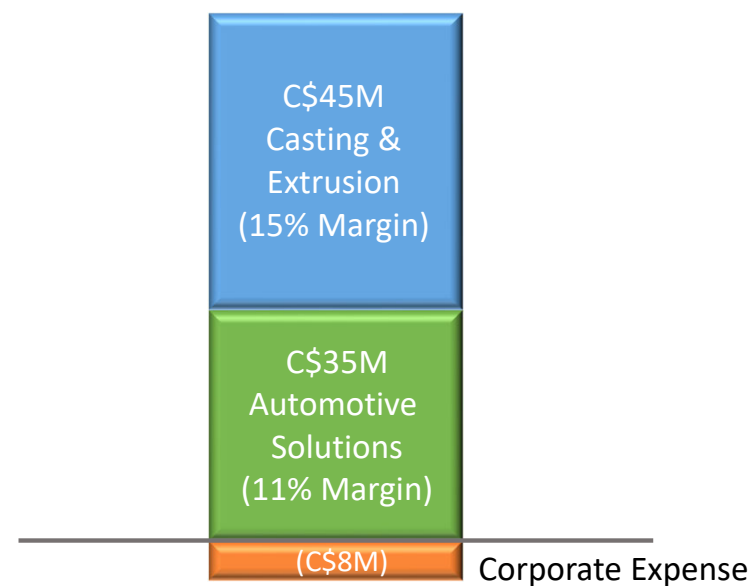 C$45M
Casting &
Extrusion
(15% Margin)
C$35M
Automotive
Solutions
(11% Margin)
(C$8M)
Corporate Expense